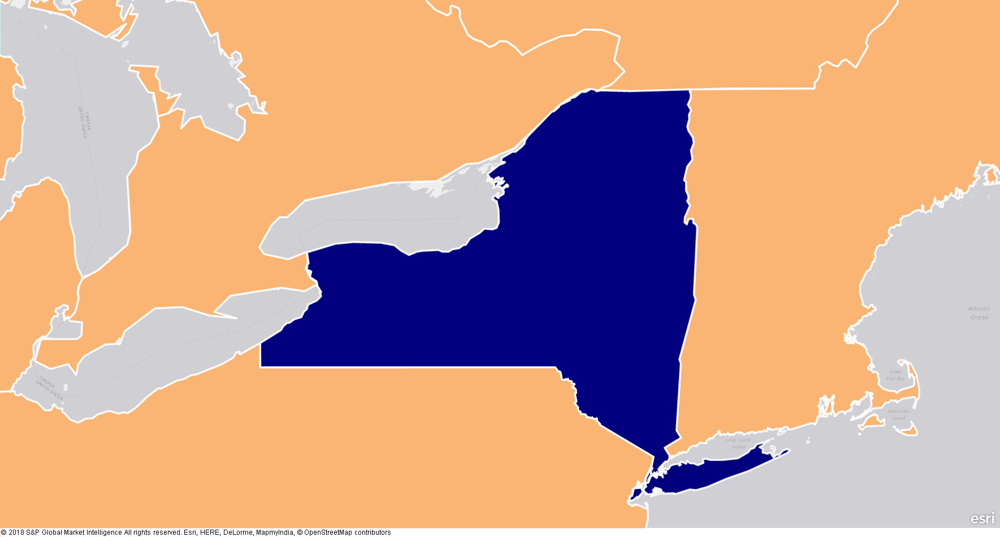 CANADA
UNITED STATES
CANADA
UNITED STATES
Atlantic
Ocean
Cape
Cod Bay
Nantucket
Sound
Long Island
Sound
esri
© 2018 S&P Global Market Intelligence All rights reserved. Esri, HERE, DeLorme, MapmyIndia, © OpenStreetMap contributors